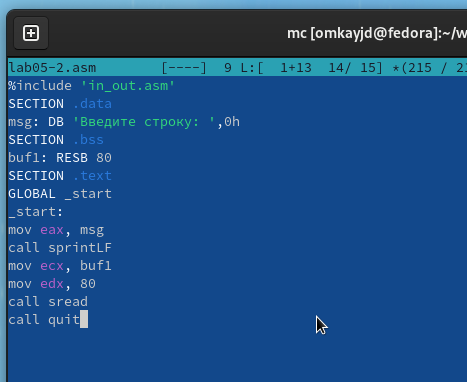 mc [omkayjd@fedora]:~/w
lab05-2.asm [----] 9 L:[ 1+13 14/ 15] *(215 / 21
%include 'in_out.asm'
SECTION .data
msg: DB 'Введите строку: ',0h
SECTION .bss
buf1: RESB 80
SECTION .text
GLOBAL _start
_start:
mov eax, msg
call sprintLF
mov ecx, buf1
mov edx, 80
call sread
call quit